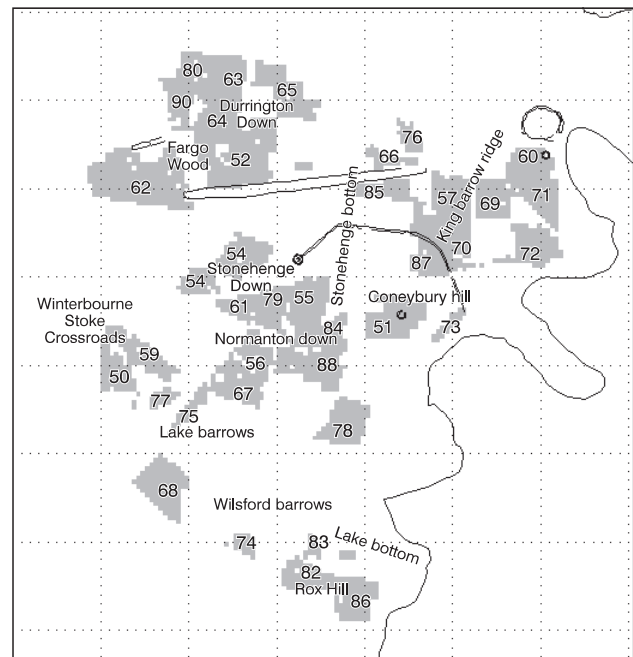 80
63
65
90
Durrington
64
Down
76
Fargo
Wood
52
66
60
62
85
King barrow ridge
57
69
71
Stonehenge bottom
54
70
72
Stonehenge
87
Down
54
79
55
Coneybury hill
61
Winterbourne
Stoke
Crossroads
84
51
73
Normanton down
59
56
88
50
67
77
75
Lake barrows
78
68
Wilsford barrows
74
83
Lake bottom
82
Rox Hill
86